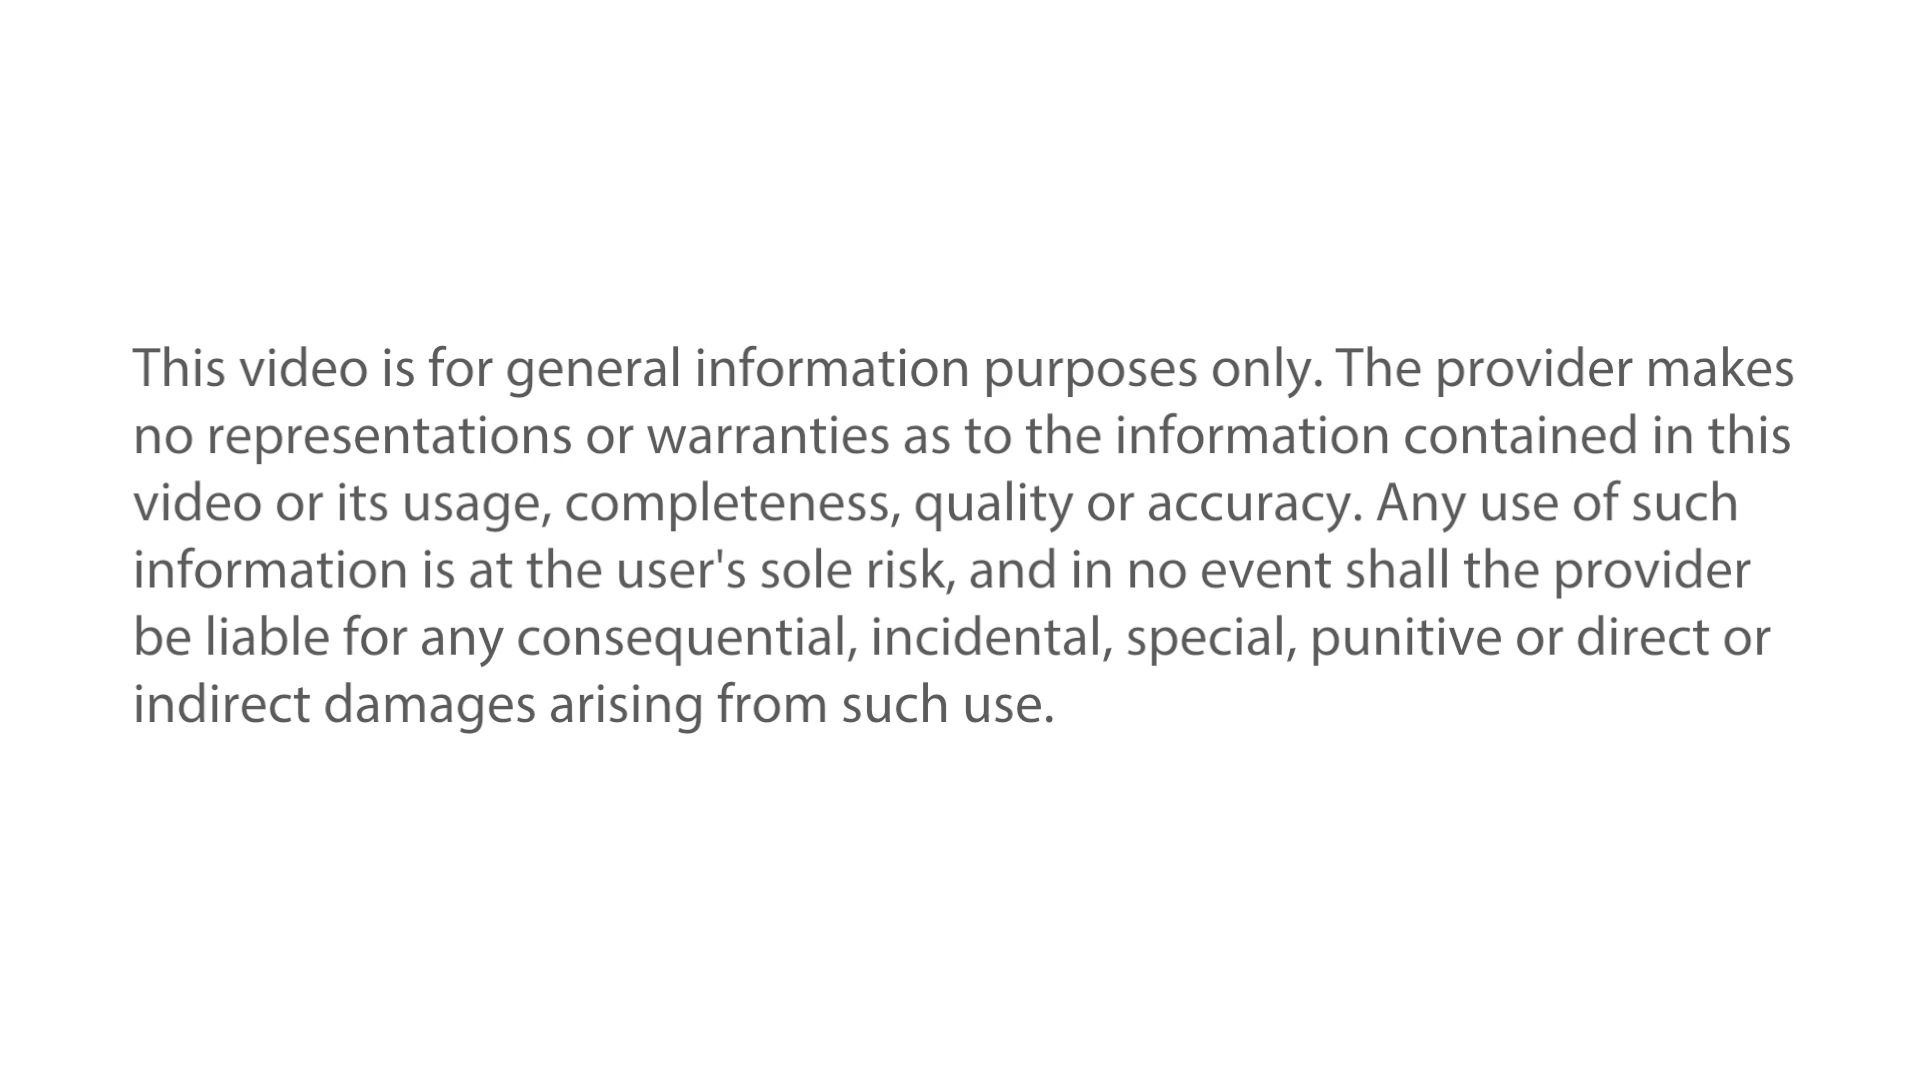 This video is for general information purposes only. The provider makes
no representations or warranties as to the information contained in this
video or its usage, completeness, quality or accuracy. Any use of such
information is at the user's sole risk, and in no event shall the provider
be liable for any consequential, incidental, special, punitive or direct or
indirect damages arising from such use.